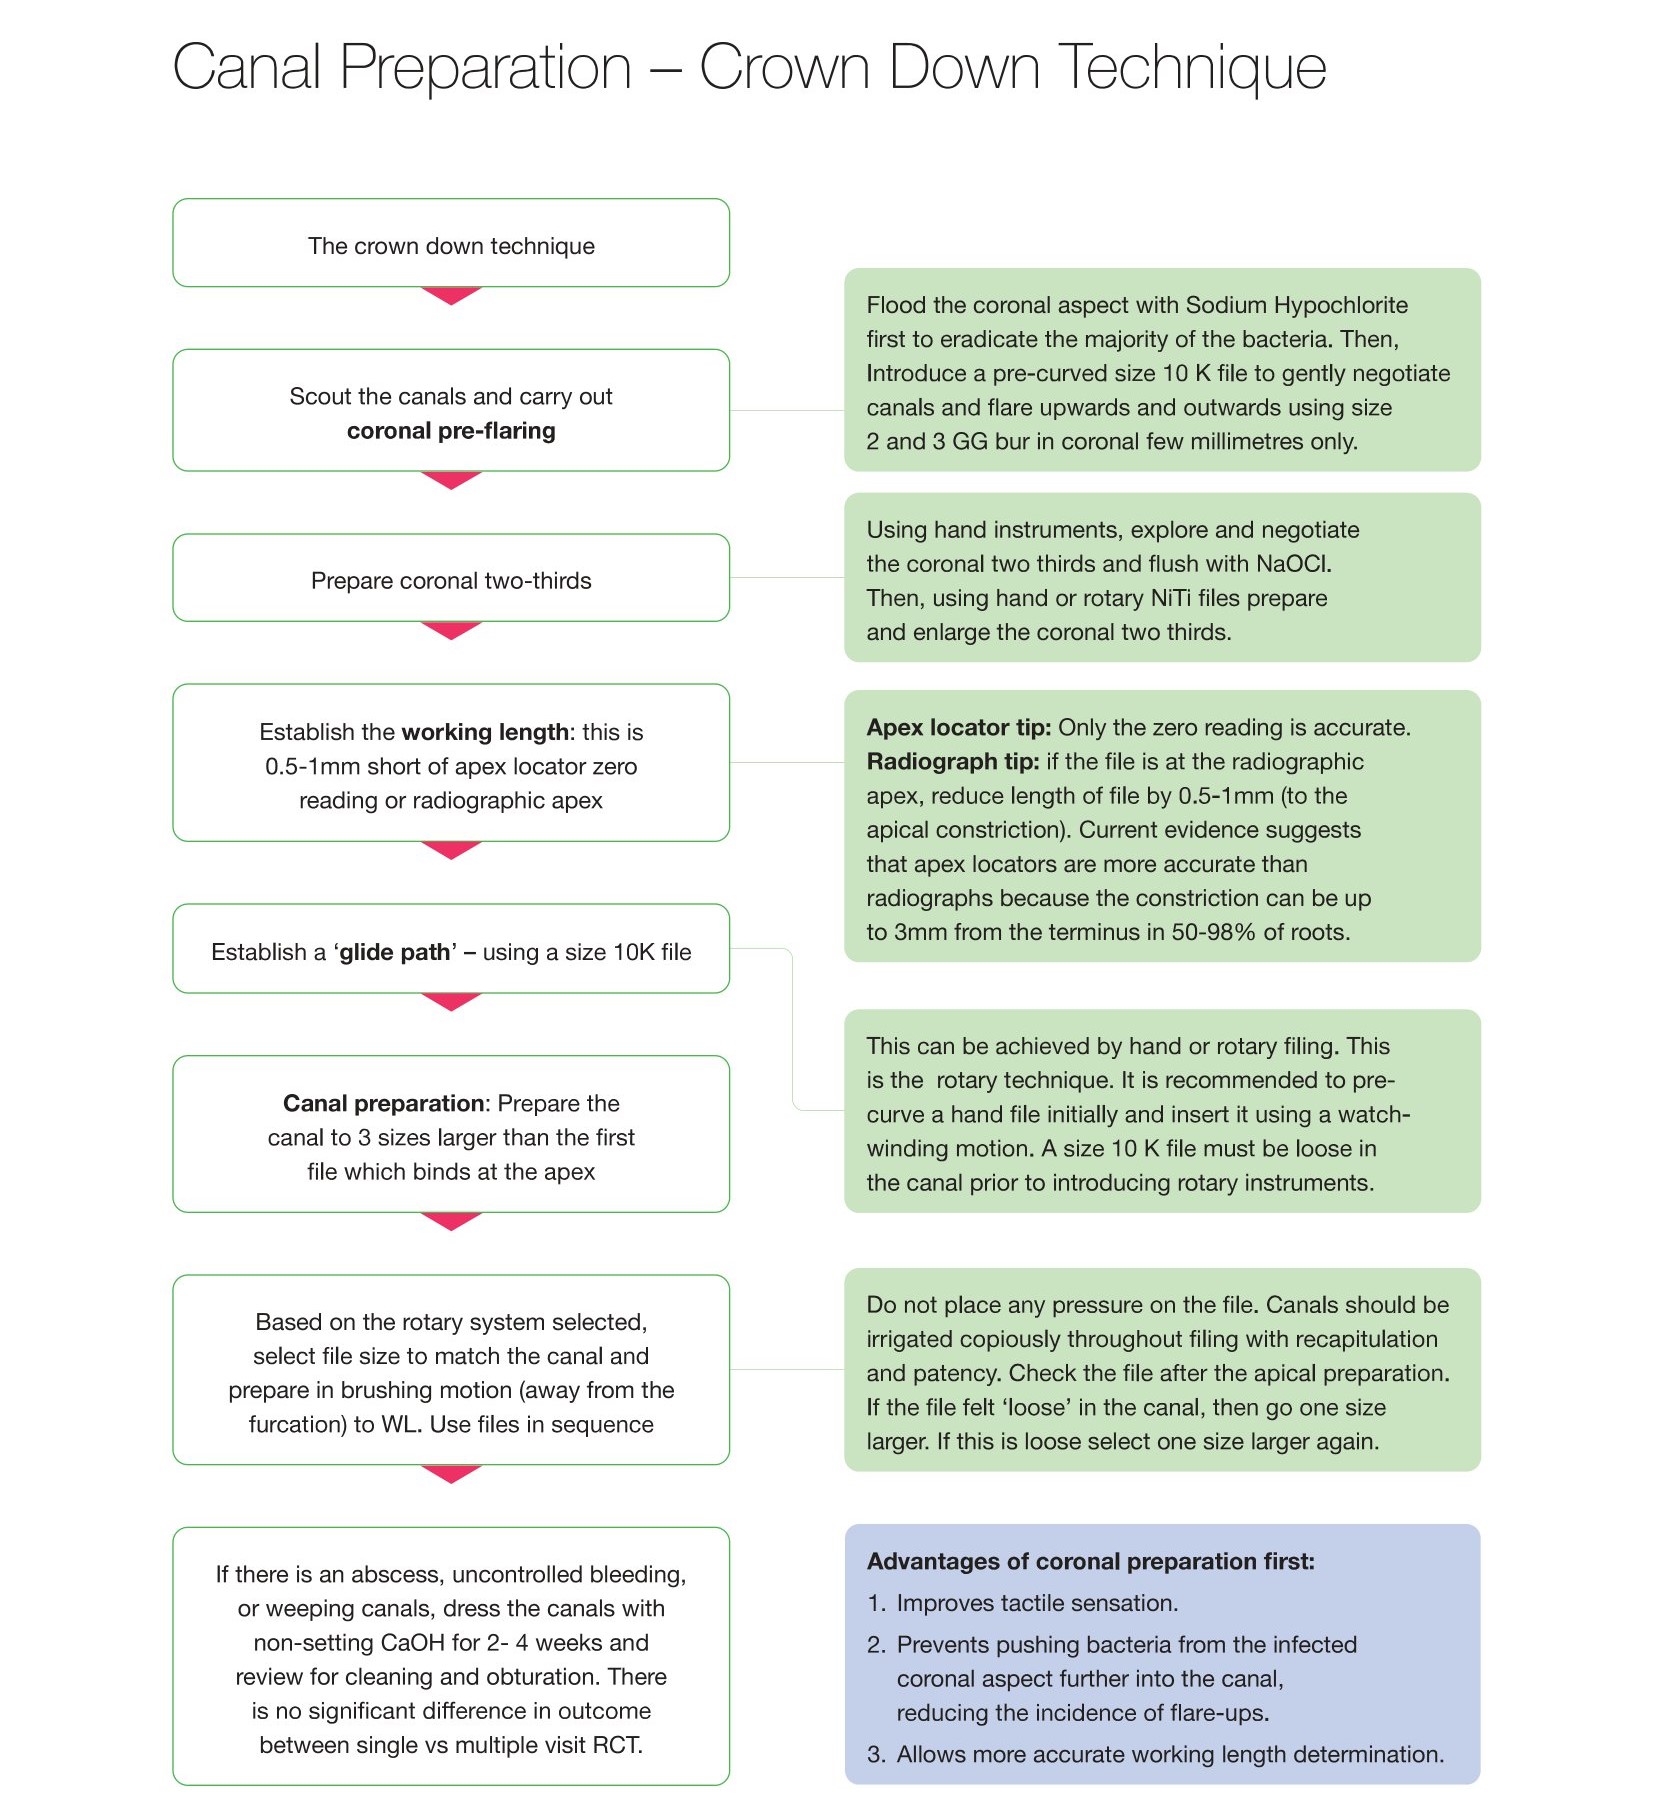 Canal Preparation – Crown Down Technique
The crown down technique
Scout the canals and carry out
coronal pre-flaring
Flood the coronal aspect with Sodium Hypochlorite
first to eradicate the majority of the bacteria. Then,
Introduce a pre-curved size 10 K file to gently negotiate
canals and flare upwards and outwards using size
2 and 3 GG bur in coronal few millimetres only.
Prepare coronal two-thirds
Using hand instruments, explore and negotiate
the coronal two thirds and flush with NaOCl.
Then, using hand or rotary NiTi files prepare
and enlarge the coronal two thirds.
Establish the working length: this is
0.5-1mm short of apex locator zero
reading or radiographic apex
Apex locator tip: Only the zero reading is accurate.
Radiograph tip: if the file is at the radiographic
apex, reduce length of file by 0.5-1mm (to the
apical constriction). Current evidence suggests
that apex locators are more accurate than
radiographs because the constriction can be up
to 3mm from the terminus in 50-98% of roots.
Establish a ‘glide path’ – using a size 10K file
This can be achieved by hand or rotary filing. This
is the  rotary technique. It is recommended to pre-
curve a hand file initially and insert it using a watch-
winding motion. A size 10 K file must be loose in
the canal prior to introducing rotary instruments.
Canal preparation: Prepare the
canal to 3 sizes larger than the first
file which binds at the apex
Based on the rotary system selected,
select file size to match the canal and
prepare in brushing motion (away from the
furcation) to WL. Use files in sequence
Do not place any pressure on the file. Canals should be
irrigated copiously throughout filing with recapitulation
and patency. Check the file after the apical preparation.
If the file felt ‘loose’ in the canal, then go one size
larger. If this is loose select one size larger again.
If there is an abscess, uncontrolled bleeding,
or weeping canals, dress the canals with
non-setting CaOH for 2- 4 weeks and
review for cleaning and obturation. There
is no significant difference in outcome
between single vs multiple visit RCT.
Advantages of coronal preparation first:
1. Improves tactile sensation.
2. Prevents pushing bacteria from the infected
coronal aspect further into the canal,
reducing the incidence of flare-ups.
3. Allows more accurate working length determination.